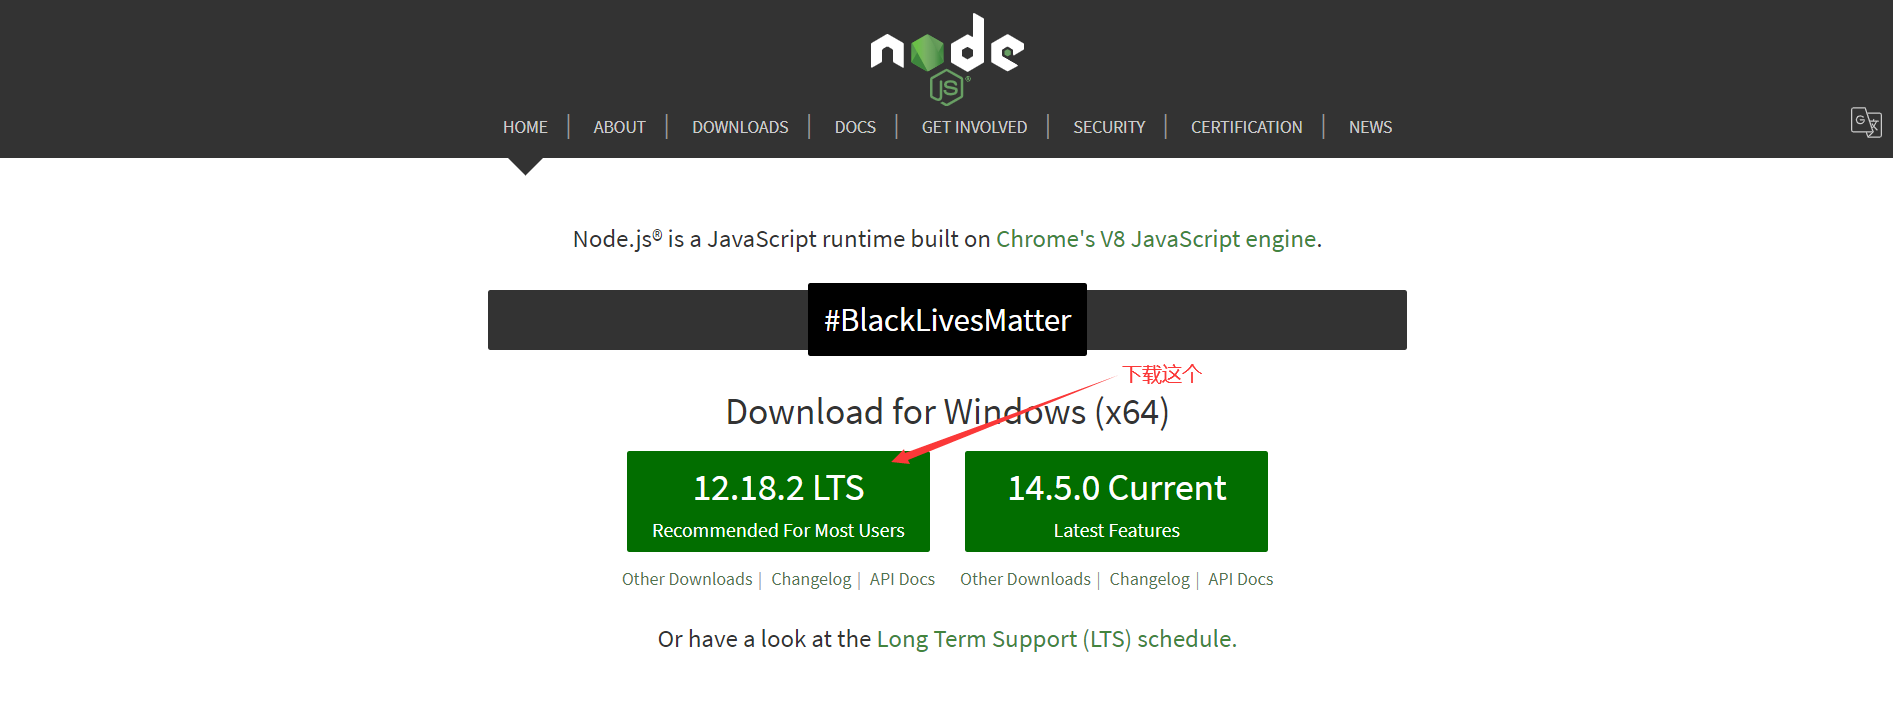 node
JS®
HOME | ABOUT | DOWNLOADS | DOCS | GET INVOLVED | SECURITY | CERTIFICATION | NEWS
G 文
Node.js® is a JavaScript runtime built on Chrome's V8 JavaScript engine.
#BlackLivesMatter
下载这个
Download for Windows (x64)
12.18.2 LTS
Recommended For Most Users
14.5.0 Current
Latest Features
Other Downloads | Changelog | API Docs
Other Downloads | Changelog | API Docs
Or have a look at the Long Term Support (LTS) schedule.